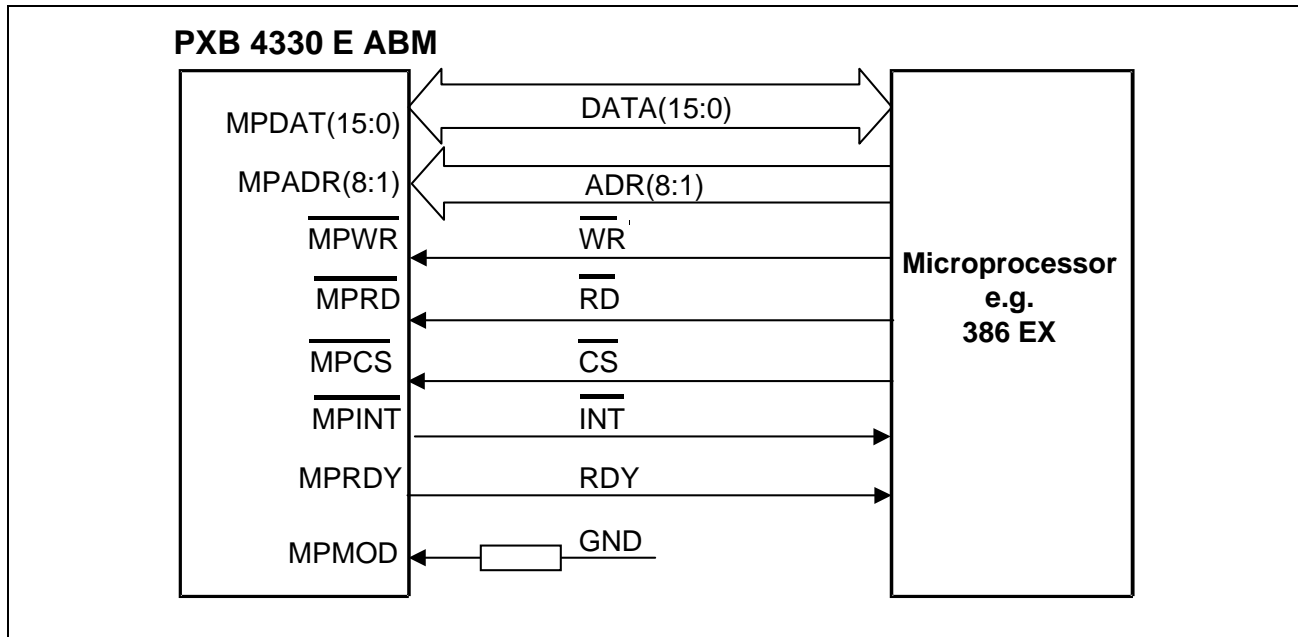 PXB 4330 E ABM
MPDAT(15:0)
DATA(15:0)
MPADR(8:1)
ADR(8:1)
MPWR
WR
MPRD
RD
MPCS
CS
MPINT
INT
MPRDY
RDY
MPMOD
GND
Microprocessor
e.g.
386 EX